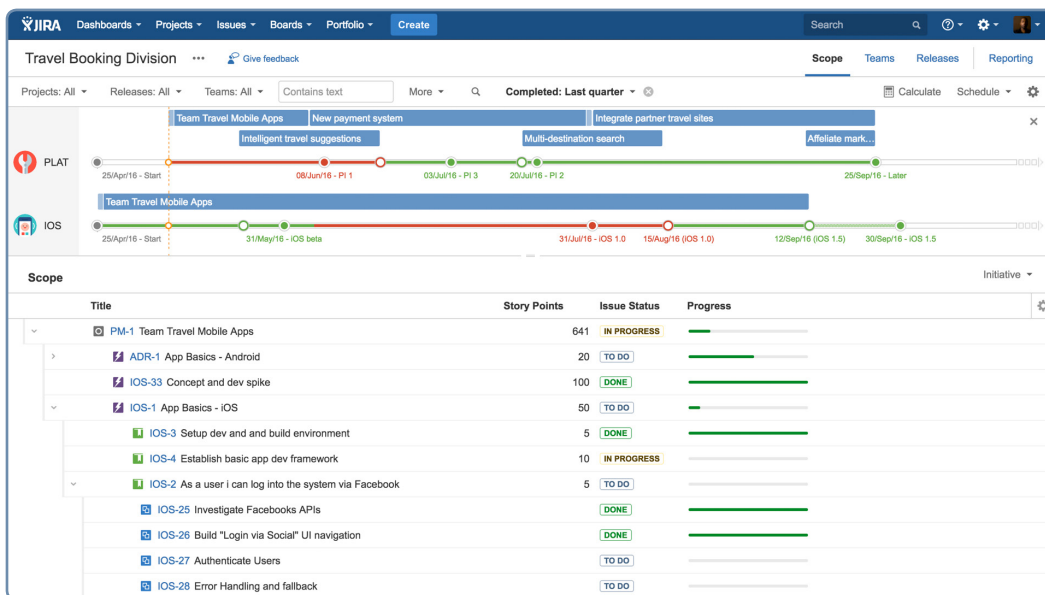 JIRA Dashboards Projects Issues Boards Portfolio Create Search
Travel Booking Division ••• Give feedback Scope Teams Releases Reporting
Projects: All Releases: All Teams: All Contains text More Completed: Last quarter Calculate Schedule
Team Travel Mobile Apps New payment system Integrate partner travel sites
Intelligent travel suggestions Multi-destination search Affeliate mark...
PLAT
25/Apr/16 - Start 08/Jun/16 - PI 1 03/Jul/16 - PI 3 20/Jul/16 - PI 2 25/Sep/16 - Later
Team Travel Mobile Apps
IOS
25/Apr/16 - Start 31/May/16 - iOS beta 31/Jul/16 - iOS 1.0 15/Aug/16 (iOS 1.0) 12/Sep/16 (iOS 1.5) 30/Sep/16 - iOS 1.5
Scope Initiative
Title Story Points Issue Status Progress
PM-1 Team Travel Mobile Apps 641 IN PROGRESS
ADR-1 App Basics - Android 20 TO DO
IOS-33 Concept and dev spike 100 DONE
IOS-1 App Basics - iOS 50 TO DO
IOS-3 Setup dev and and build environment 5 DONE
IOS-4 Establish basic app dev framework 10 IN PROGRESS
IOS-2 As a user i can log into the system via Facebook 5 TO DO
IOS-25 Investigate Facebooks APIs DONE
IOS-26 Build "Login via Social" UI navigation DONE
IOS-27 Authenticate Users TO DO
IOS-28 Error Handling and fallback TO DO